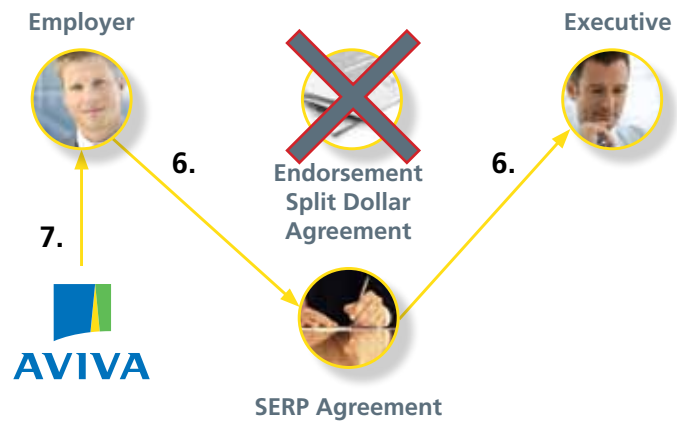 Employer
Executive
6.
6.
Endorsement
Split Dollar
Agreement
7.
AVIVA
SERP Agreement